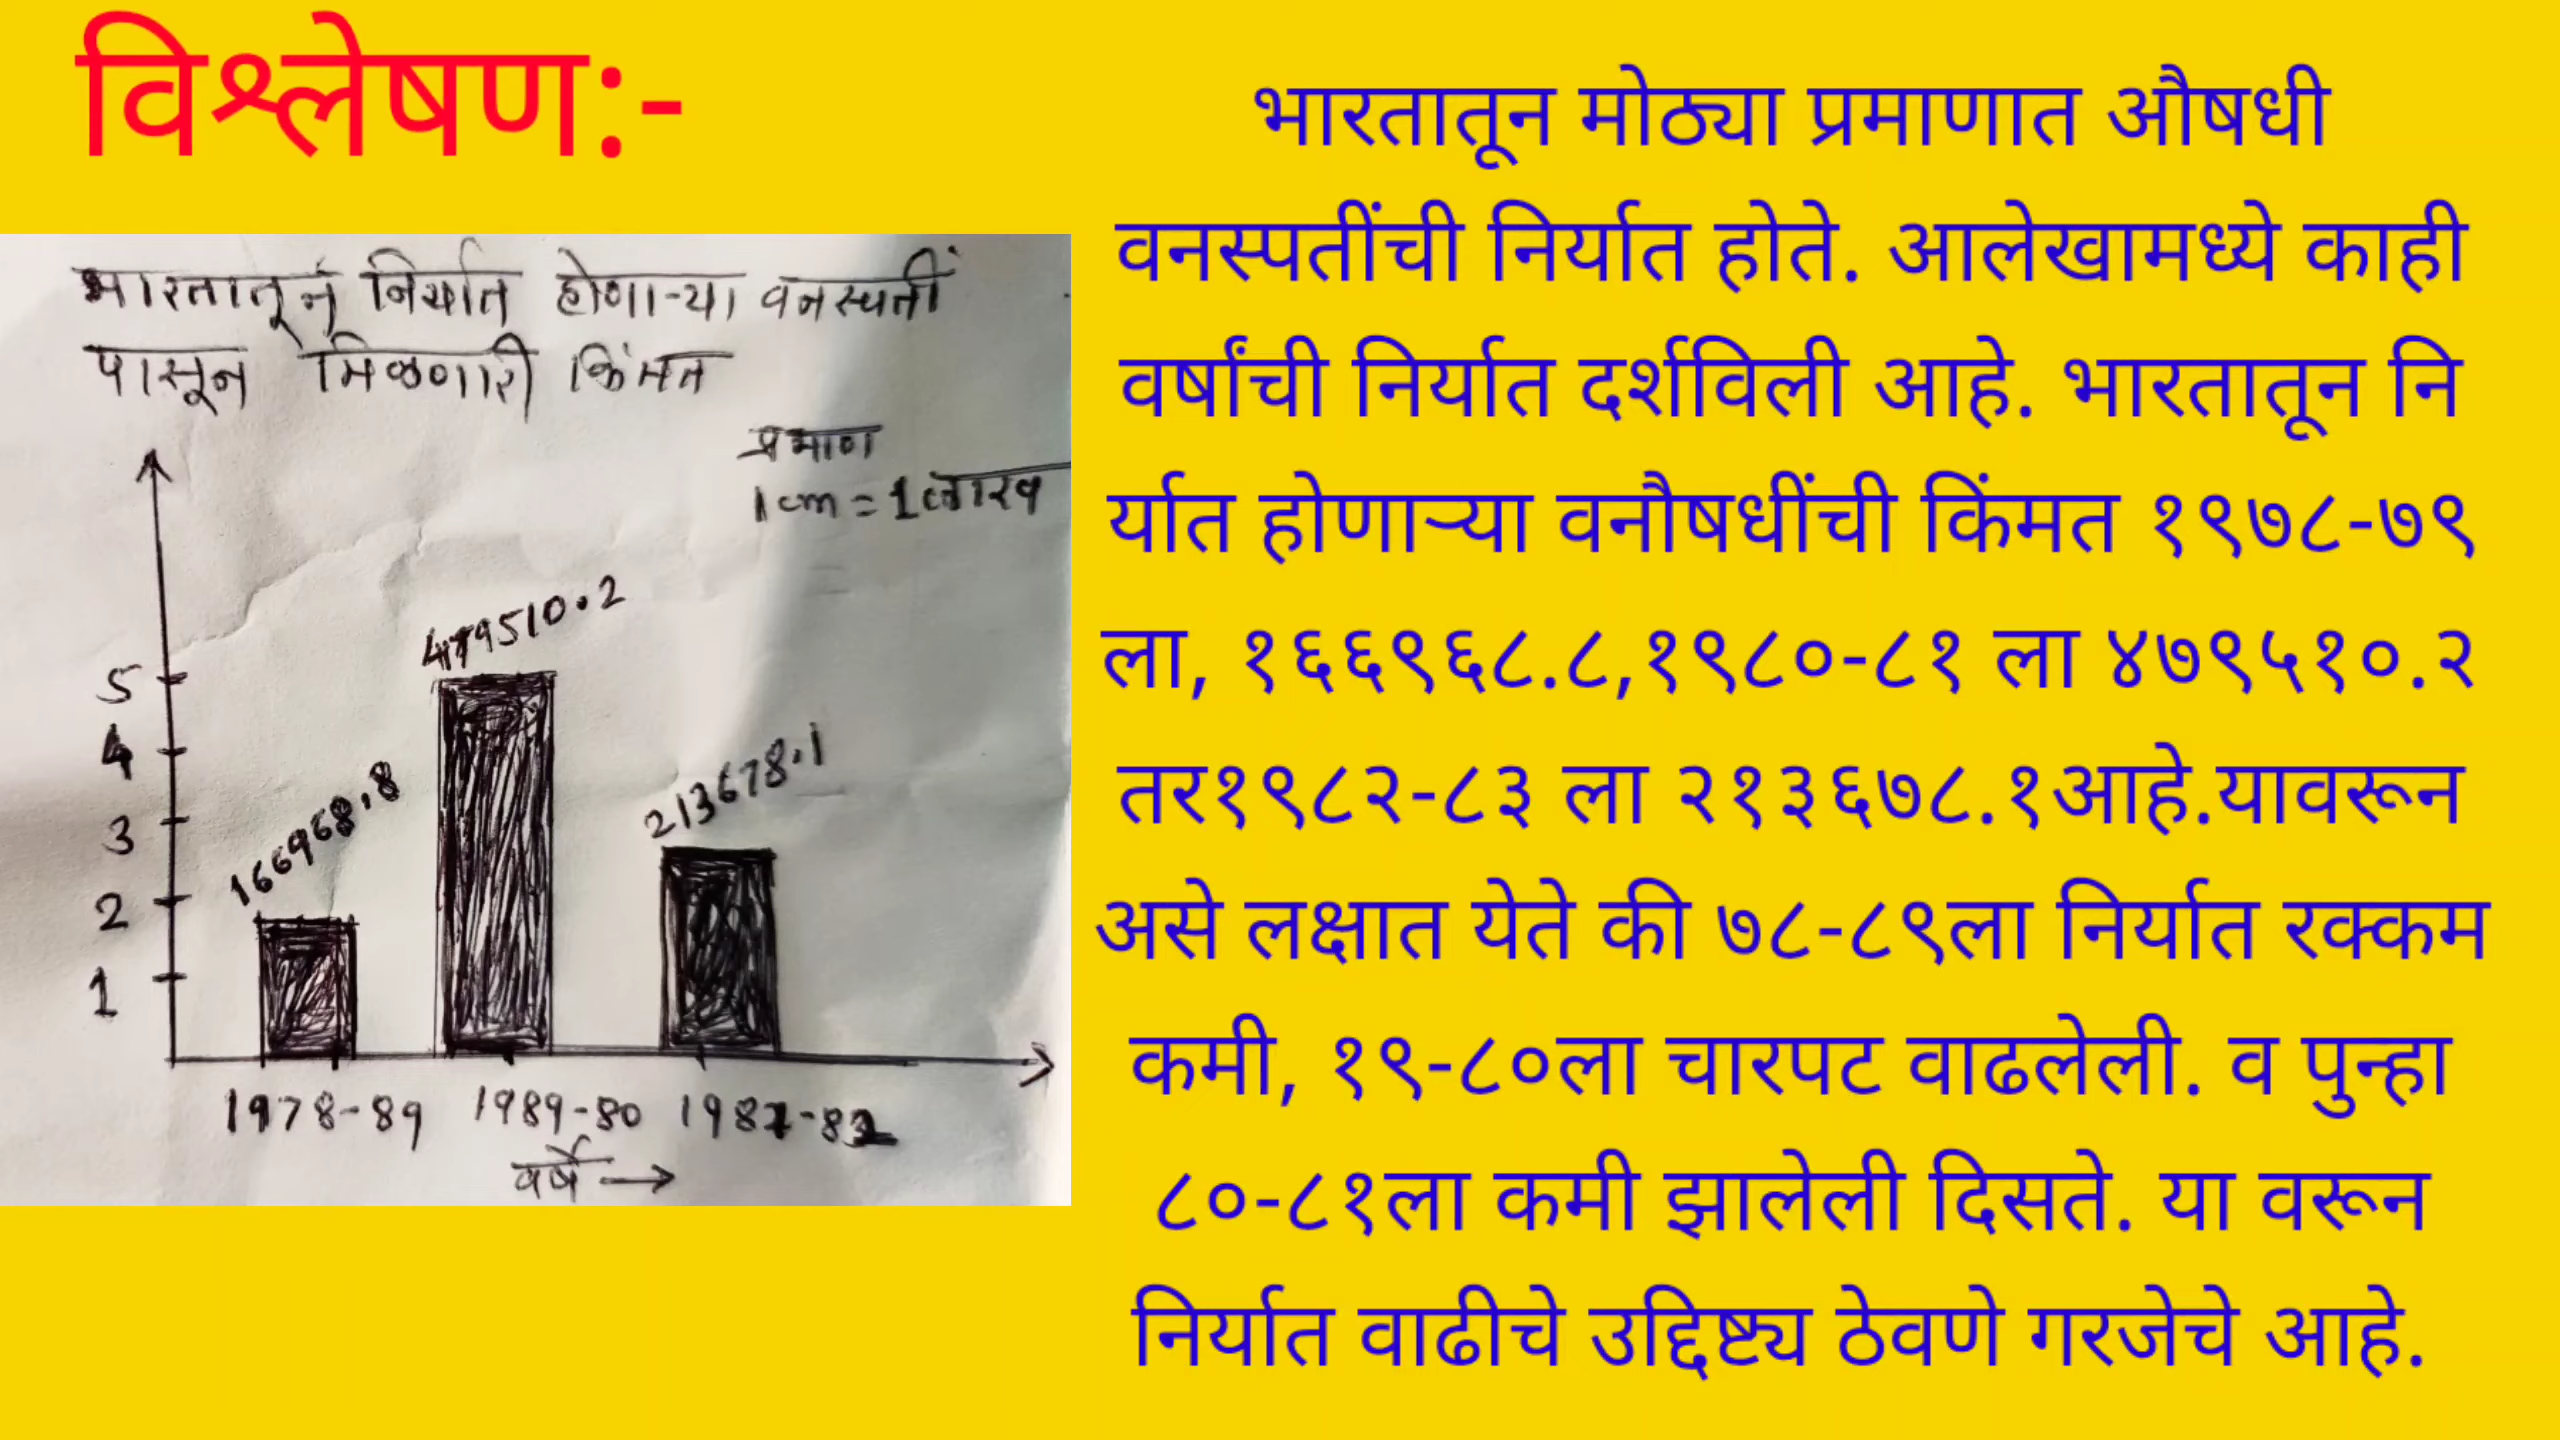 विश्लेषण:-
भारतातून निर्यात होणा-या वनस्पतीं
पासून मिळणारी किंमत
प्रमाण
1 cm = 1 लाख
479510.2
5
4
213678.1
166968.8
3
2
1
1978-89 1989-80
वर्षे →
भारतातून मोठ्या प्रमाणात औषधी
वनस्पतींची निर्यात होते. आलेखामध्ये काही
वर्षांची निर्यात दर्शविली आहे. भारतातून नि
र्यात होणाऱ्या वनौषधींची किंमत १९७८-७९
ला, १६६९६८.८,१९८०-८१ ला ४७९५१०.२
तर१९८२-८३ ला २१३६७८.१आहे.यावरून
असे लक्षात येते की ७८-८९ला निर्यात रक्कम
कमी, १९-८०ला चारपट वाढलेली. व पुन्हा
८०-८१ला कमी झालेली दिसते. या वरून
निर्यात वाढीचे उद्दिष्ट्य ठेवणे गरजेचे आहे.